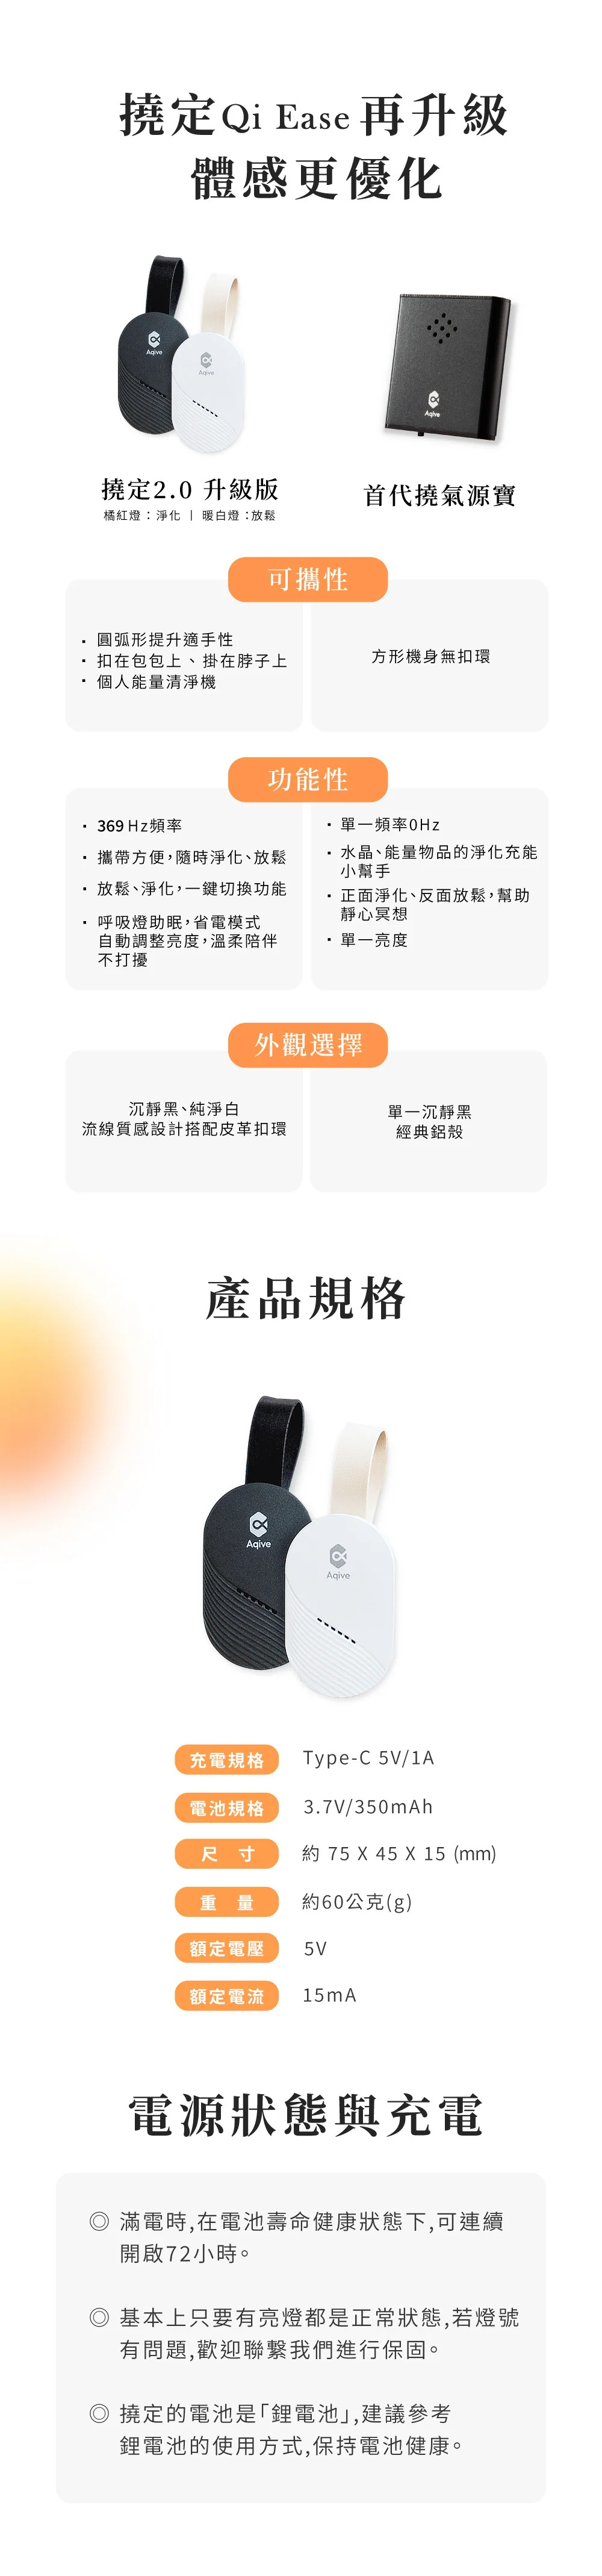 撓定Qi Ease再升級
體感更優化
Aqive
Aqive
Aqive
撓定2.0 升級版
橘紅燈：淨化 | 暖白燈：放鬆
首代撓氣源寶
可攜性
· 圓弧形提升適手性
· 扣在包包上、掛在脖子上
· 個人能量清淨機
方形機身無扣環
功能性
· 369 Hz頻率
· 攜帶方便，隨時淨化、放鬆
· 放鬆、淨化，一鍵切換功能
· 呼吸燈助眠，省電模式
自動調整亮度，溫柔陪伴
不打擾
· 單一頻率0Hz
· 水晶、能量物品的淨化充能
小幫手
· 正面淨化、反面放鬆，幫助
靜心冥想
· 單一亮度
外觀選擇
沉靜黑、純淨白
流線質感設計搭配皮革扣環
單一沉靜黑
經典鋁殼
產品規格
Aqive
Aqive
充電規格 Type-C 5V/1A
電池規格 3.7V/350mAh
尺 寸 約 75 X 45 X 15 (mm)
重 量 約60公克(g)
額定電壓 5V
額定電流 15mA
電源狀態與充電
◎ 滿電時,在電池壽命健康狀態下,可連續
開啟72小時。
◎ 基本上只要有亮燈都是正常狀態,若燈號
有問題,歡迎聯繫我們進行保固。
◎ 撓定的電池是「鋰電池」,建議參考
鋰電池的使用方式,保持電池健康。